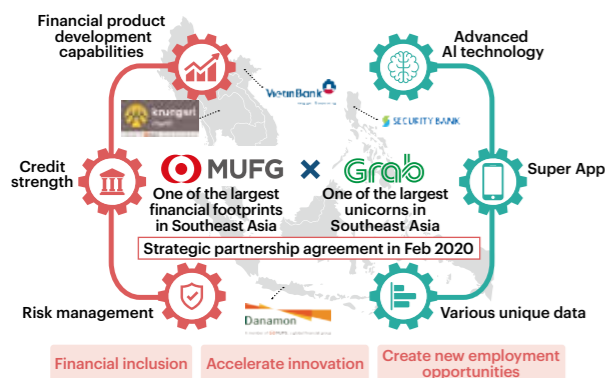 Financial product
development
capabilities
Advanced
AI technology
VietinBank
krungsri
SECURITY BANK
Credit
strength
MUFG
Grab
Super App
One of the largest
financial footprints
in Southeast Asia
One of the largest
unicorns in
Southeast Asia
Strategic partnership agreement in Feb 2020
Risk management
Danamon
Various unique data
Financial inclusion
Accelerate innovation
Create new employment
opportunities